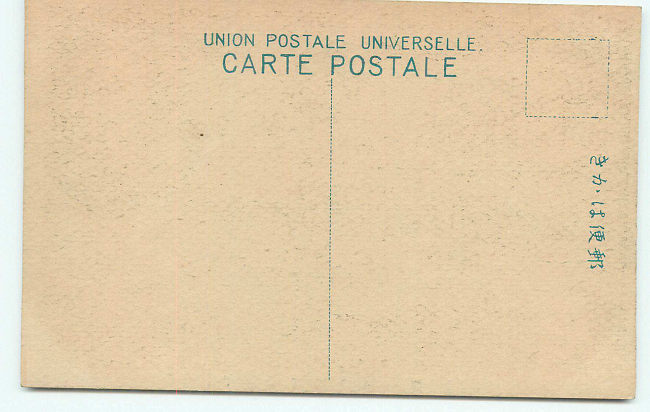 UNION POSTALE UNIVERSELLE.
CARTE POSTALE
きかは便郵